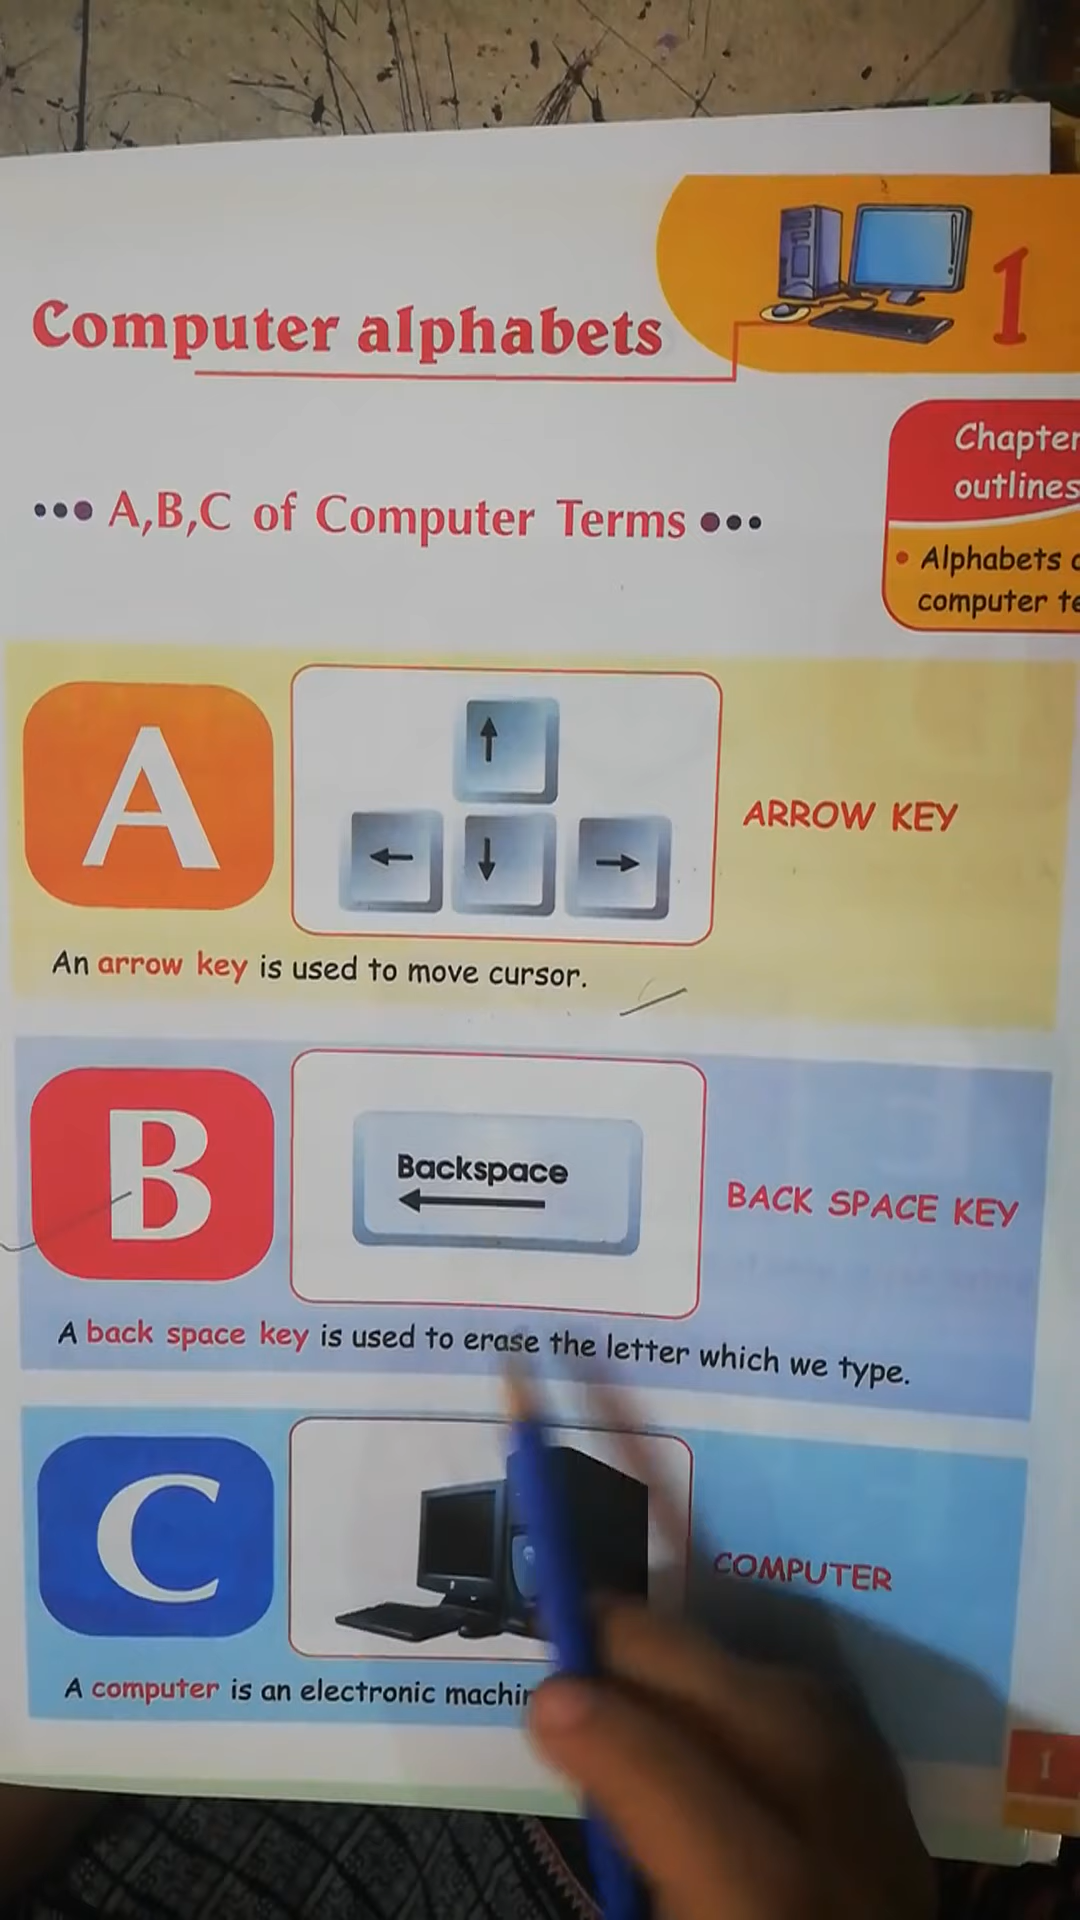 Computer alphabets
1
Chapter
outlines
• Alphabets
computer
••• A,B,C of Computer Terms •••
A
ARROW KEY
An arrow key is used to move cursor.
B
Backspace
BACK SPACE KEY
A back space key is used to erase the letter which we type.
C
COMPUTER
A computer is an electronic
1